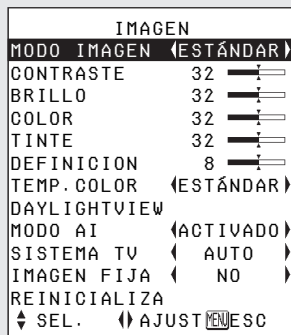 IMAGEN
MODO IMAGEN ESTÁNDAR
CONTRASTE 32
BRILLO 32
COLOR 32
TINTE 32
DEFINICION 8
TEMP.COLOR ESTÁNDAR
DAYLIGHTVIEW
MODO AI ACTIVADO
SISTEMA TV AUTO
IMAGEN FIJA NO
REINICIALIZA
SEL. AJUST MENU ESC